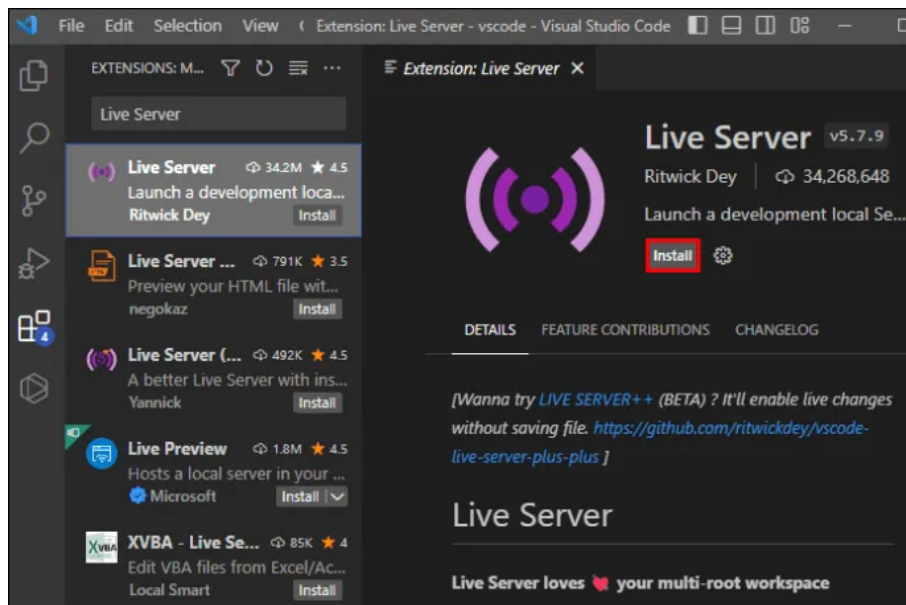 File Edit Selection View Extension: Live Server - vscode - Visual Studio Code
EXTENSIONS: M...
Live Server
Live Server 34.2M 4.5
Launch a development loca...
Ritwick Dey Install
Live Server ... 791K 3.5
Preview your HTML file wit...
negokaz Install
Live Server (... 492K 4.5
A better Live Server with ins...
Yannick Install
Live Preview 1.8M 4.5
Hosts a local server in your ...
Microsoft Install
XVBA - Live Se... 85K 4
Edit VBA files from Excel/Ac...
Local Smart Install
4
XVBA
Extension: Live Server
Live Server v5.7.9
Ritwick Dey 34,268,648
Launch a development local Se...
Install
DETAILS FEATURE CONTRIBUTIONS CHANGELOG
[Wanna try LIVE SERVER++ (BETA) ? It'll enable live changes
without saving file. https://github.com/ritwickdey/vscode-
live-server-plus-plus ]
Live Server
Live Server loves 💘 your multi-root workspace